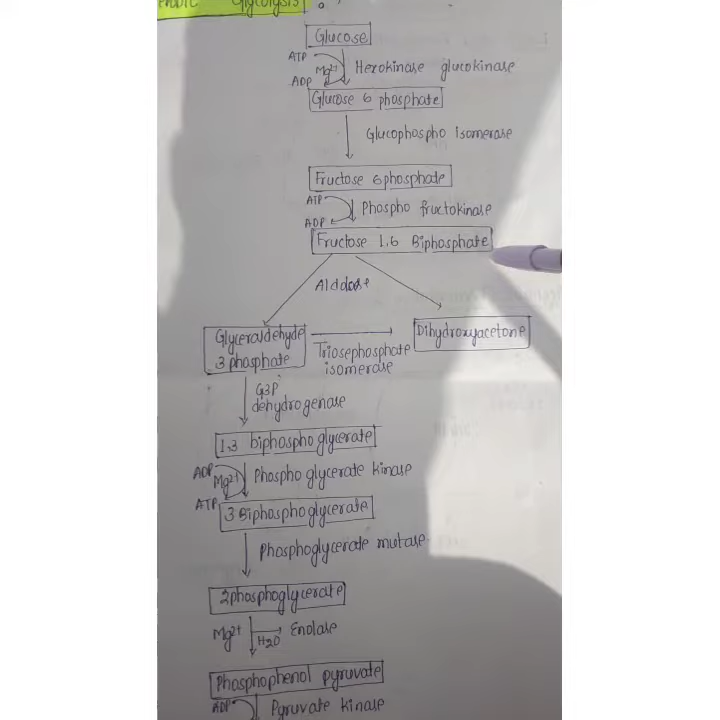 Glycolysis
Glucose
ATP
Mg2+ Hexokinase glucokinase
ADP
Glucose 6 phosphate
Glucophospho isomerase
Fructose 6phosphate
ATP
Phospho fructokinase
ADP
Fructose 1,6 Biphosphate
Aldolase
Glyceraldehyde
3 phosphate
Dihydroxyacetone
Triosephosphate
isomerase
G3P
dehydrogenase
1,3 biphosphoglycerate
ADP
Mg2+ Phospho glycerate kinase
ATP
3 Biphosphoglycerate
Phosphoglycerate mutase
2phosphoglycerate
Mg2+ H2O Enolase
Phosphophenol pyruvate
ADP Pyruvate kinase